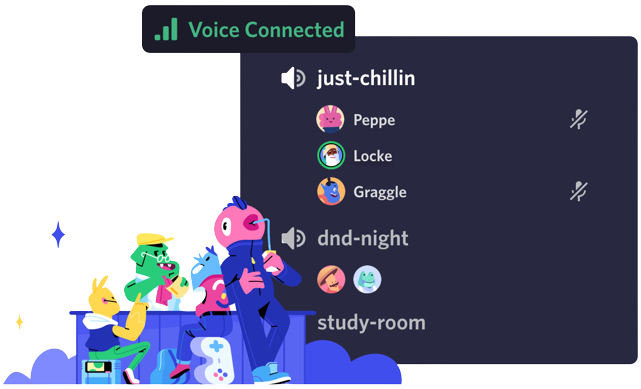 Voice Connected
just-chillin
Peppe
Locke
Graggle
dnd-night
study-room